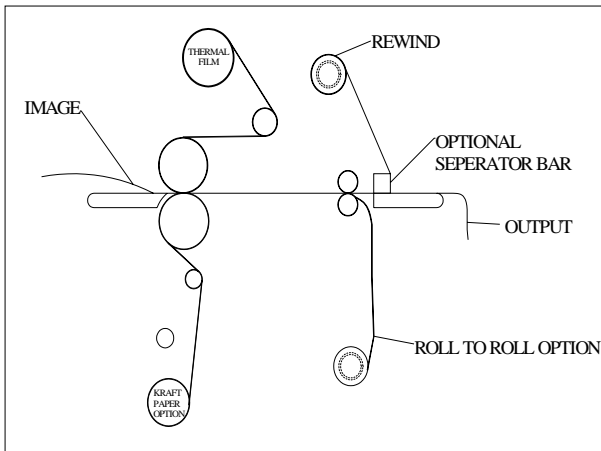 THERMAL
FILM
REWIND
IMAGE
OPTIONAL
SEPERATOR BAR
OUTPUT
ROLL TO ROLL OPTION
KRAFT
PAPER
OPTION